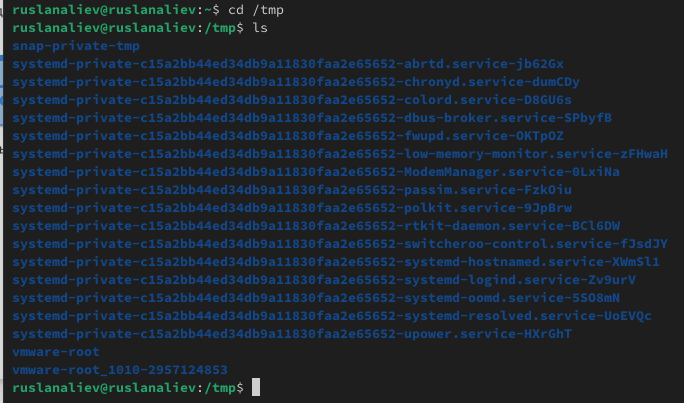 ruslanaliev@ruslanaliev:~$ cd /tmp
ruslanaliev@ruslanaliev:/tmp$ ls
snap-private-tmp
systemd-private-c15a2bb44ed34db9a11830faa2e65652-abrtd.service-jb62Gx
systemd-private-c15a2bb44ed34db9a11830faa2e65652-chronyd.service-dumCDy
systemd-private-c15a2bb44ed34db9a11830faa2e65652-colord.service-D8GU6s
systemd-private-c15a2bb44ed34db9a11830faa2e65652-dbus-broker.service-SPbyfB
systemd-private-c15a2bb44ed34db9a11830faa2e65652-fwupd.service-OKTpOZ
systemd-private-c15a2bb44ed34db9a11830faa2e65652-low-memory-monitor.service-zFHwaH
systemd-private-c15a2bb44ed34db9a11830faa2e65652-ModemManager.service-0LxiNa
systemd-private-c15a2bb44ed34db9a11830faa2e65652-passim.service-FzkOiu
systemd-private-c15a2bb44ed34db9a11830faa2e65652-polkit.service-9JpBrw
systemd-private-c15a2bb44ed34db9a11830faa2e65652-rtkit-daemon.service-BCl6DW
systemd-private-c15a2bb44ed34db9a11830faa2e65652-switcheroo-control.service-fJsdJY
systemd-private-c15a2bb44ed34db9a11830faa2e65652-systemd-hostnamed.service-XWmSl1
systemd-private-c15a2bb44ed34db9a11830faa2e65652-systemd-logind.service-Zv9urV
systemd-private-c15a2bb44ed34db9a11830faa2e65652-systemd-oomd.service-5SO8mN
systemd-private-c15a2bb44ed34db9a11830faa2e65652-systemd-resolved.service-UoEVQc
systemd-private-c15a2bb44ed34db9a11830faa2e65652-upower.service-HXrGhT
vmware-root
vmware-root_1010-2957124853
ruslanaliev@ruslanaliev:/tmp$